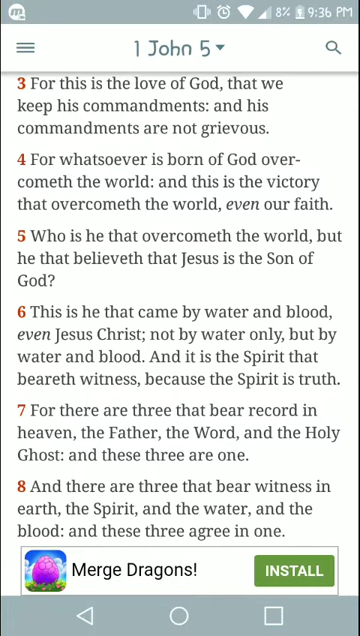 8% 9:36 PM
1 John 5
3 For this is the love of God, that we
keep his commandments: and his
commandments are not grievous.
4 For whatsoever is born of God over-
cometh the world: and this is the victory
that overcometh the world, even our faith.
5 Who is he that overcometh the world, but
he that believeth that Jesus is the Son of
God?
6 This is he that came by water and blood,
even Jesus Christ; not by water only, but by
water and blood. And it is the Spirit that
beareth witness, because the Spirit is truth.
7 For there are three that bear record in
heaven, the Father, the Word, and the Holy
Ghost: and these three are one.
8 And there are three that bear witness in
earth, the Spirit, and the water, and the
blood: and these three agree in one.
Merge Dragons! INSTALL